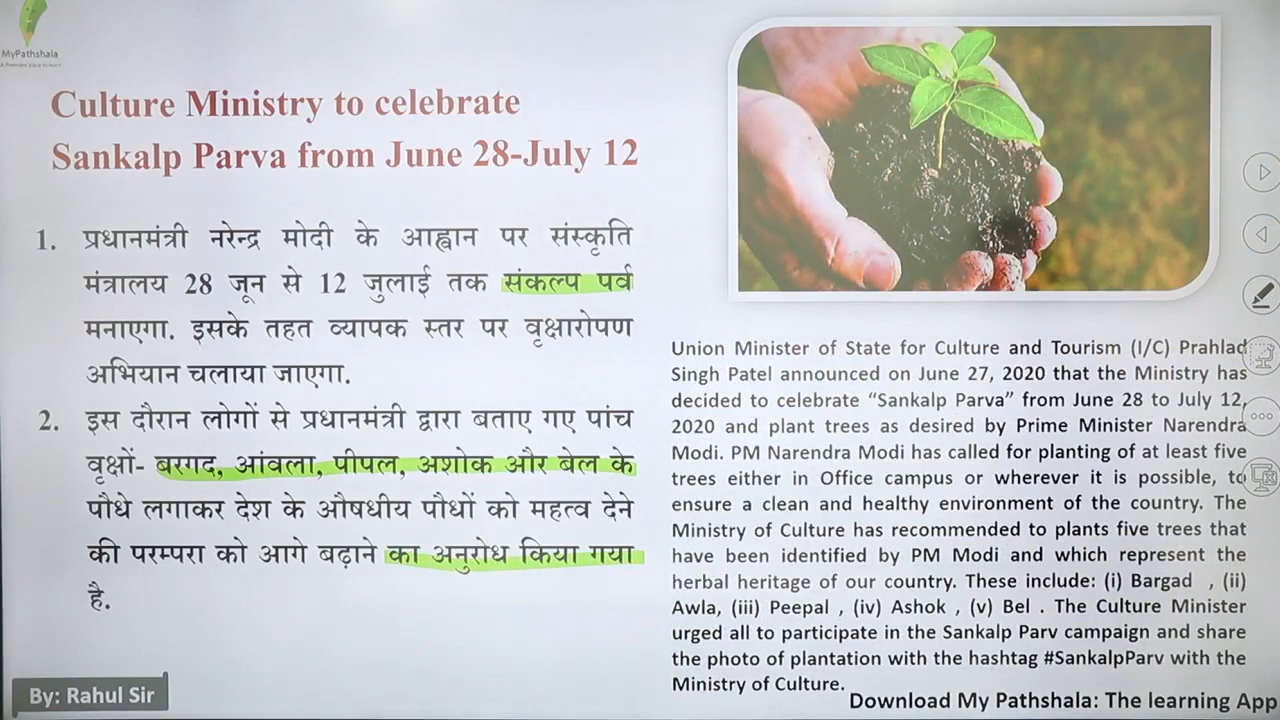 MyPathshala
Culture Ministry to celebrate
Sankalp Parva from June 28-July 12
1. प्रधानमंत्री नरेन्द्र मोदी के आह्वान पर संस्कृति
मंत्रालय 28 जून से 12 जुलाई तक संकल्प पर्व
मनाएगा. इसके तहत व्यापक स्तर पर वृक्षारोपण
अभियान चलाया जाएगा.
2. इस दौरान लोगों से प्रधानमंत्री द्वारा बताए गए पांच
वृक्षों- बरगद, आंवला, पीपल, अशोक और बेल के
पौधे लगाकर देश के औषधीय पौधों को महत्व देने
की परम्परा को आगे बढ़ाने का अनुरोध किया गया
है.
Union Minister of State for Culture and Tourism (I/C) Prahlad
Singh Patel announced on June 27, 2020 that the Ministry has
decided to celebrate “Sankalp Parva” from June 28 to July 12,
2020 and plant trees as desired by Prime Minister Narendra
Modi. PM Narendra Modi has called for planting of at least five
trees either in Office campus or wherever it is possible, to
ensure a clean and healthy environment of the country. The
Ministry of Culture has recommended to plants five trees that
have been identified by PM Modi and which represent the
herbal heritage of our country. These include: (i) Bargad , (ii)
Awla, (iii) Peepal , (iv) Ashok , (v) Bel . The Culture Minister
urged all to participate in the Sankalp Parv campaign and share
the photo of plantation with the hashtag #SankalpParv with the
Ministry of Culture.
By: Rahul Sir
Download My Pathshala: The learning App